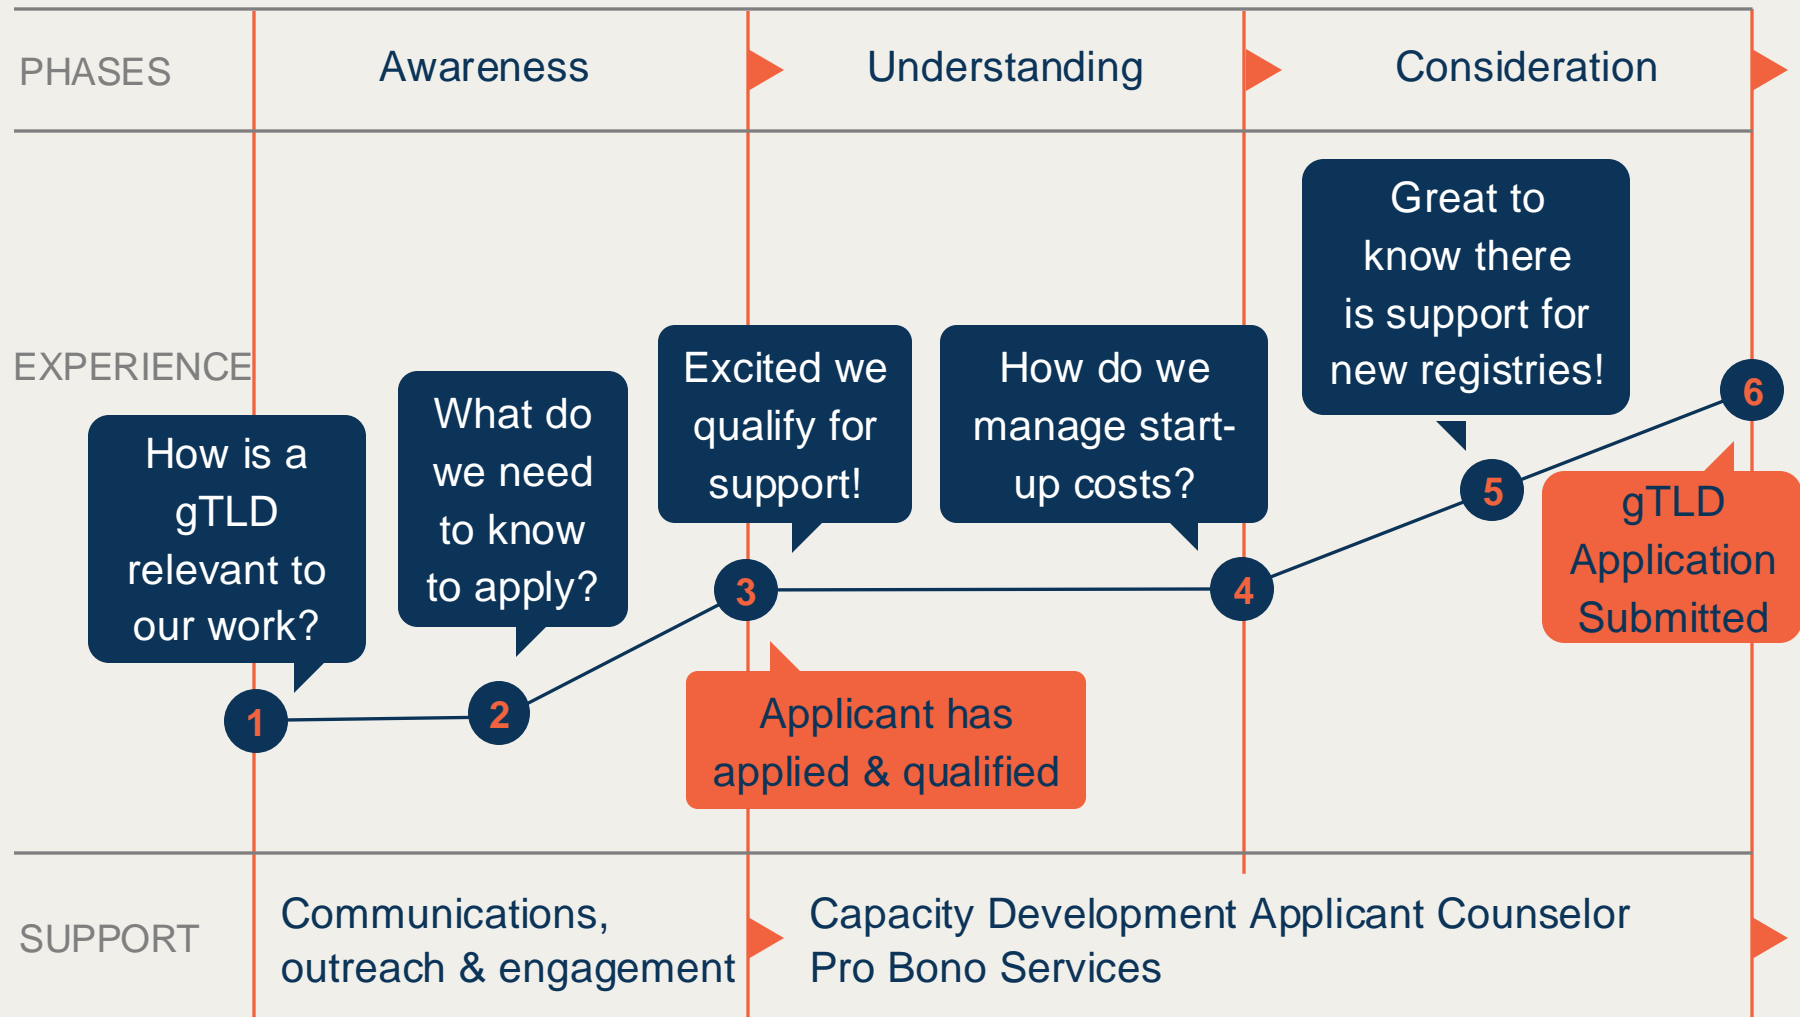 PHASES
Awareness
Understanding
Consideration
EXPERIENCE
How is a
gTLD
relevant to
our work?
What do
we need
to know
to apply?
Excited we
qualify for
support!
How do we
manage start-
up costs?
Great to
know there
is support for
new registries!
1
2
3
4
5
6
Applicant has
applied & qualified
gTLD
Application
Submitted
SUPPORT
Communications,
outreach & engagement
Capacity Development Applicant Counselor
Pro Bono Services